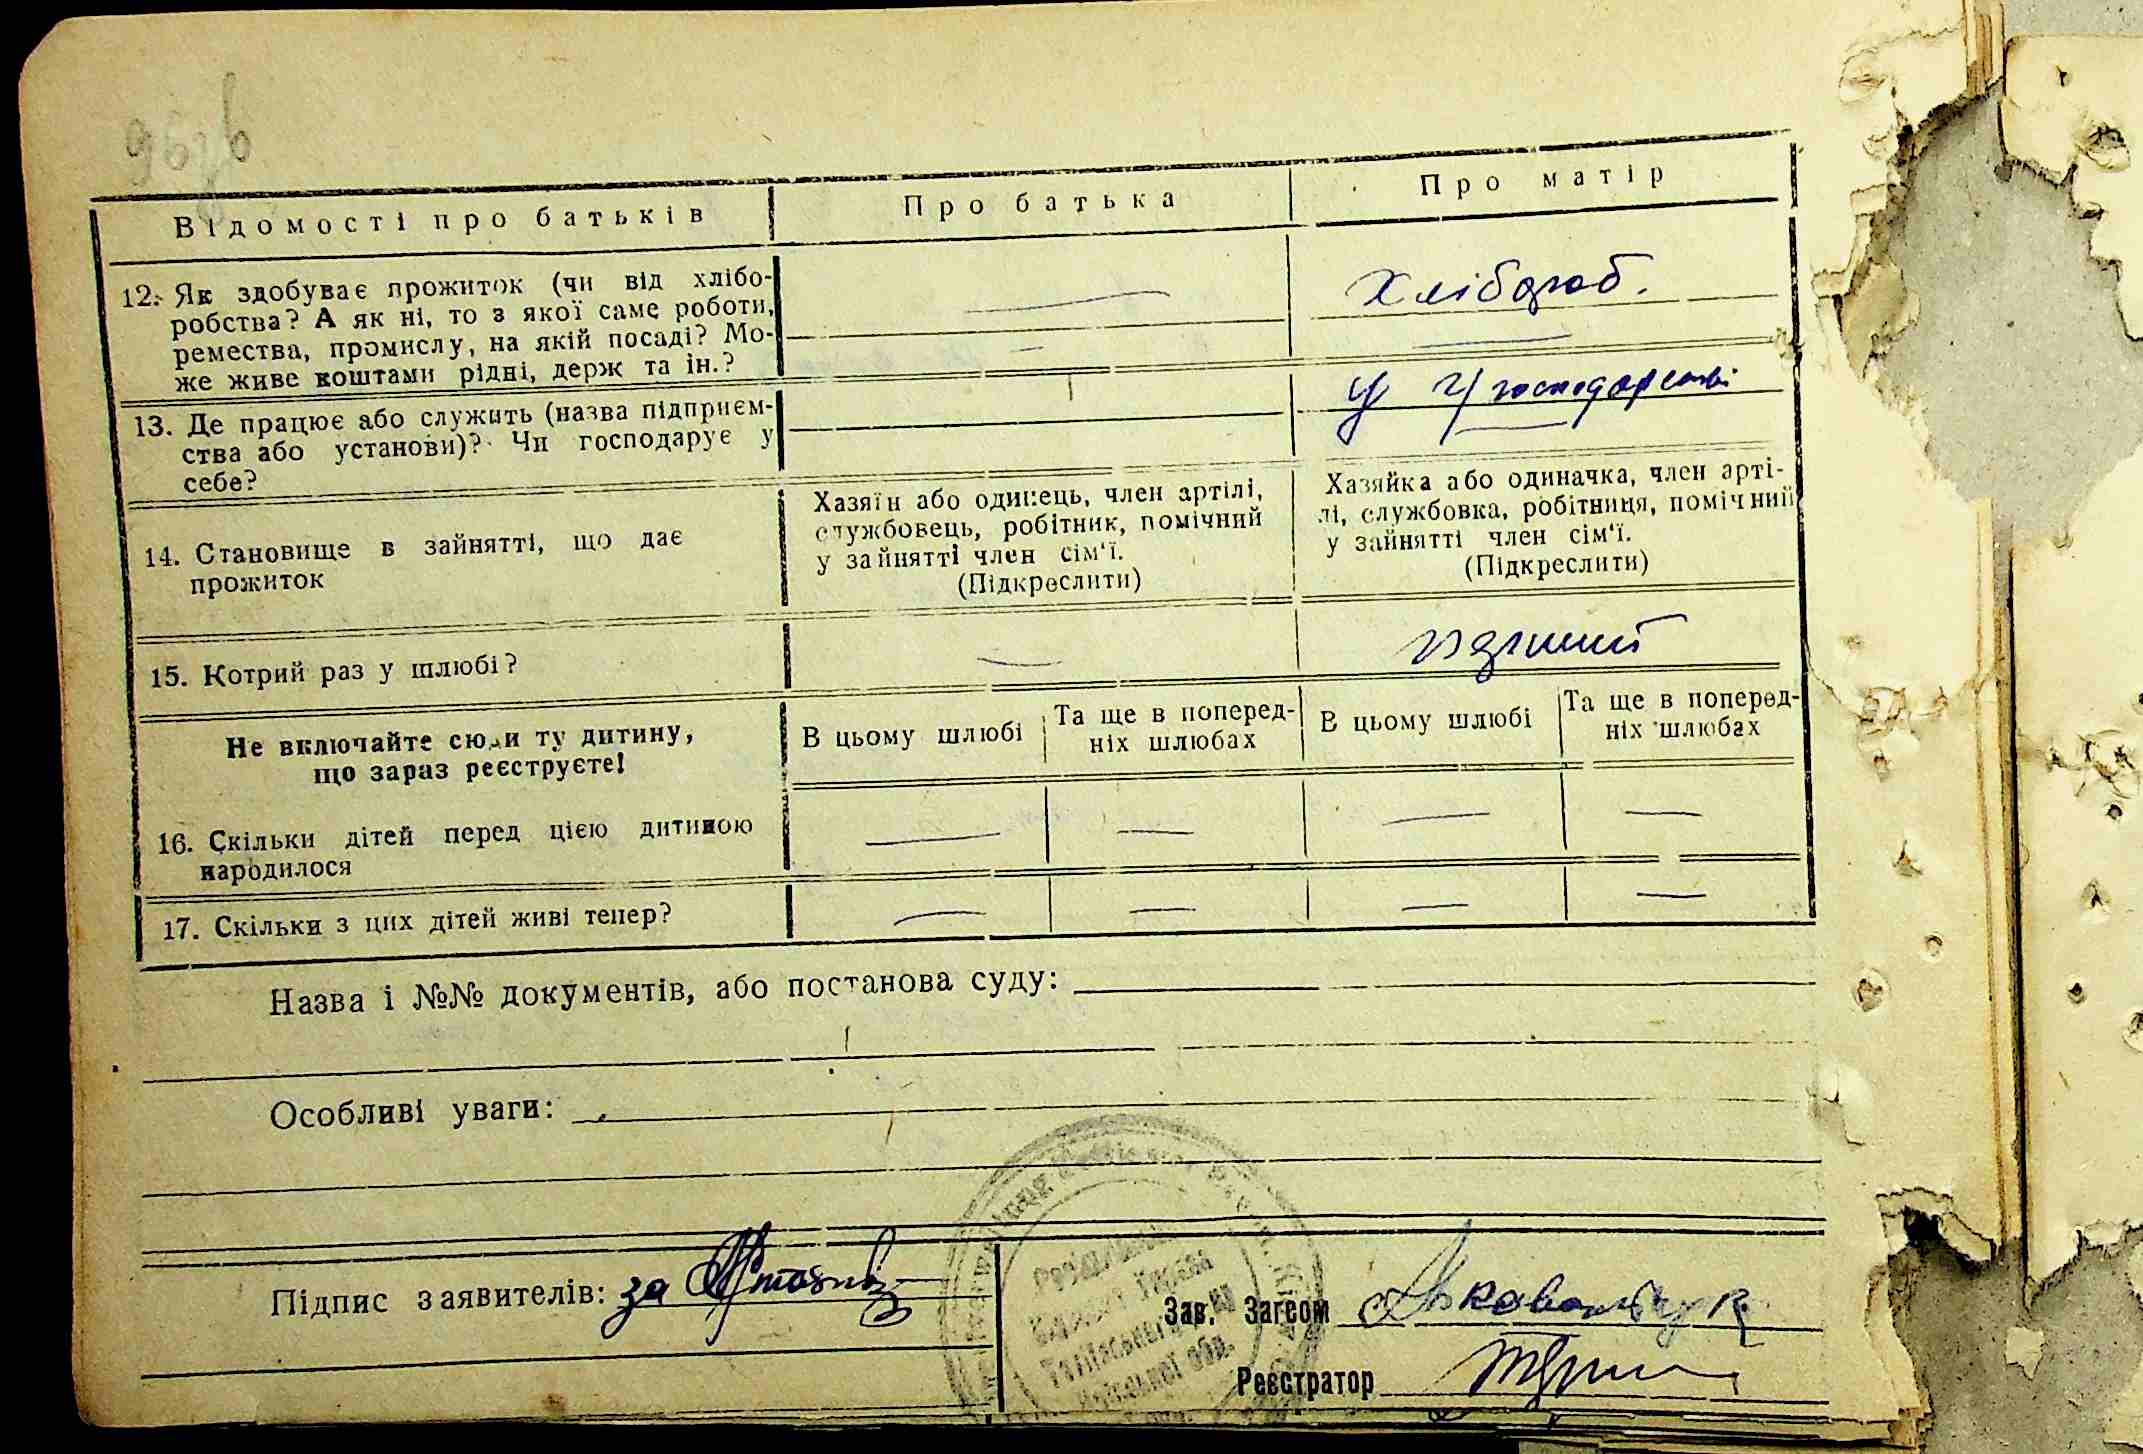 Відомості про батьків
Про батька
Про матір
12. Як здобуває прожиток (чи від хлібо-
робства? А як ні, то з якої саме роботи,
ремества, промислу, на якій посаді? Мо-
же живе коштами рідні, держ та ін.?
—
—
Хлібороб.
—
13. Де працює або служить (назва підприєм-
ства або установи)? Чи господарує у
себе?
у господарстві
14. Становище в зайнятті, що дає
прожиток
Хазяїн або одинець, член артілі,
службовець, робітник, помічний
у зайнятті член сім'ї.
(Підкреслити)
Хазяйка або одиначка, член арті-
лі, службовка, робітниця, помічний
у зайнятті член сім'ї.
(Підкреслити)
15. Котрий раз у шлюбі?
—
Не включайте сюди ту дитину,
що зараз реєструєте!
В цьому шлюбі
Та ще в поперед-
ніх шлюбах
В цьому шлюбі
Та ще в поперед-
ніх шлюбах
16. Скільки дітей перед цією дитиною
народилося
— — — —
17. Скільки з цих дітей живі тепер?
— — — —
Назва і №№ документів, або постанова суду:
Особливі уваги:
Підпис заявителів: за
Зав. Загсом
Реєстратор